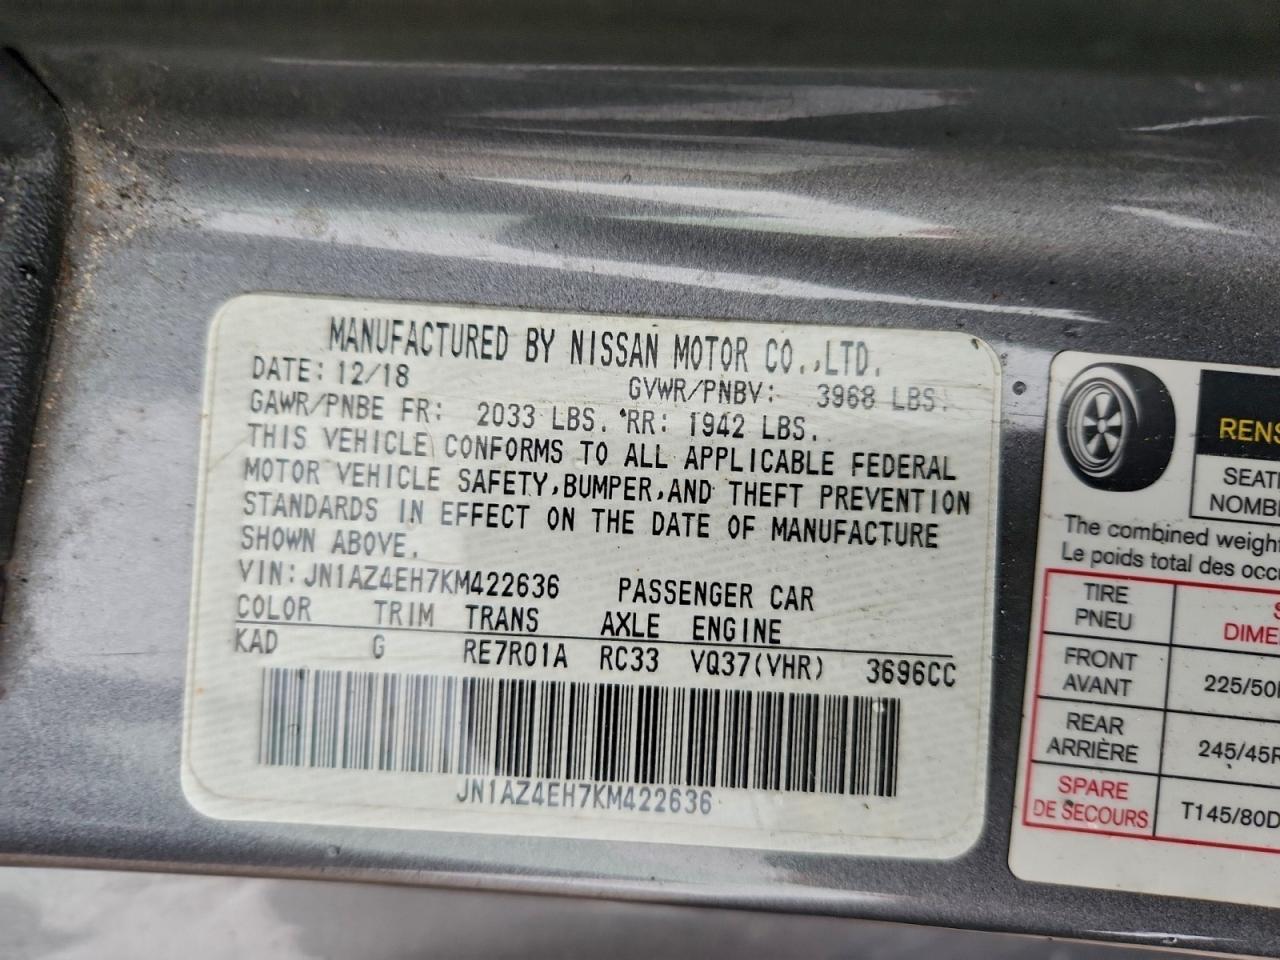 MANUFACTURED BY NISSAN MOTOR CO.,LTD.
DATE: 12/18 GVWR/PNBV: 3968 LBS.
GAWR/PNBE FR: 2033 LBS. RR: 1942 LBS.
THIS VEHICLE CONFORMS TO ALL APPLICABLE FEDERAL
MOTOR VEHICLE SAFETY,BUMPER,AND THEFT PREVENTION
STANDARDS IN EFFECT ON THE DATE OF MANUFACTURE
SHOWN ABOVE.
VIN: JN1AZ4EH7KM422636 PASSENGER CAR
COLOR TRIM TRANS AXLE ENGINE
KAD G RE7R01A RC33 VQ37(VHR) 3696CC
JN1AZ4EH7KM422636
RENS
SEATI
NOMB
The combined weight
Le poids total des occu
TIRE
PNEU
S
DIME
FRONT
AVANT
225/50
REAR
ARRIÈRE
245/45R
SPARE
DE SECOURS
T145/80D